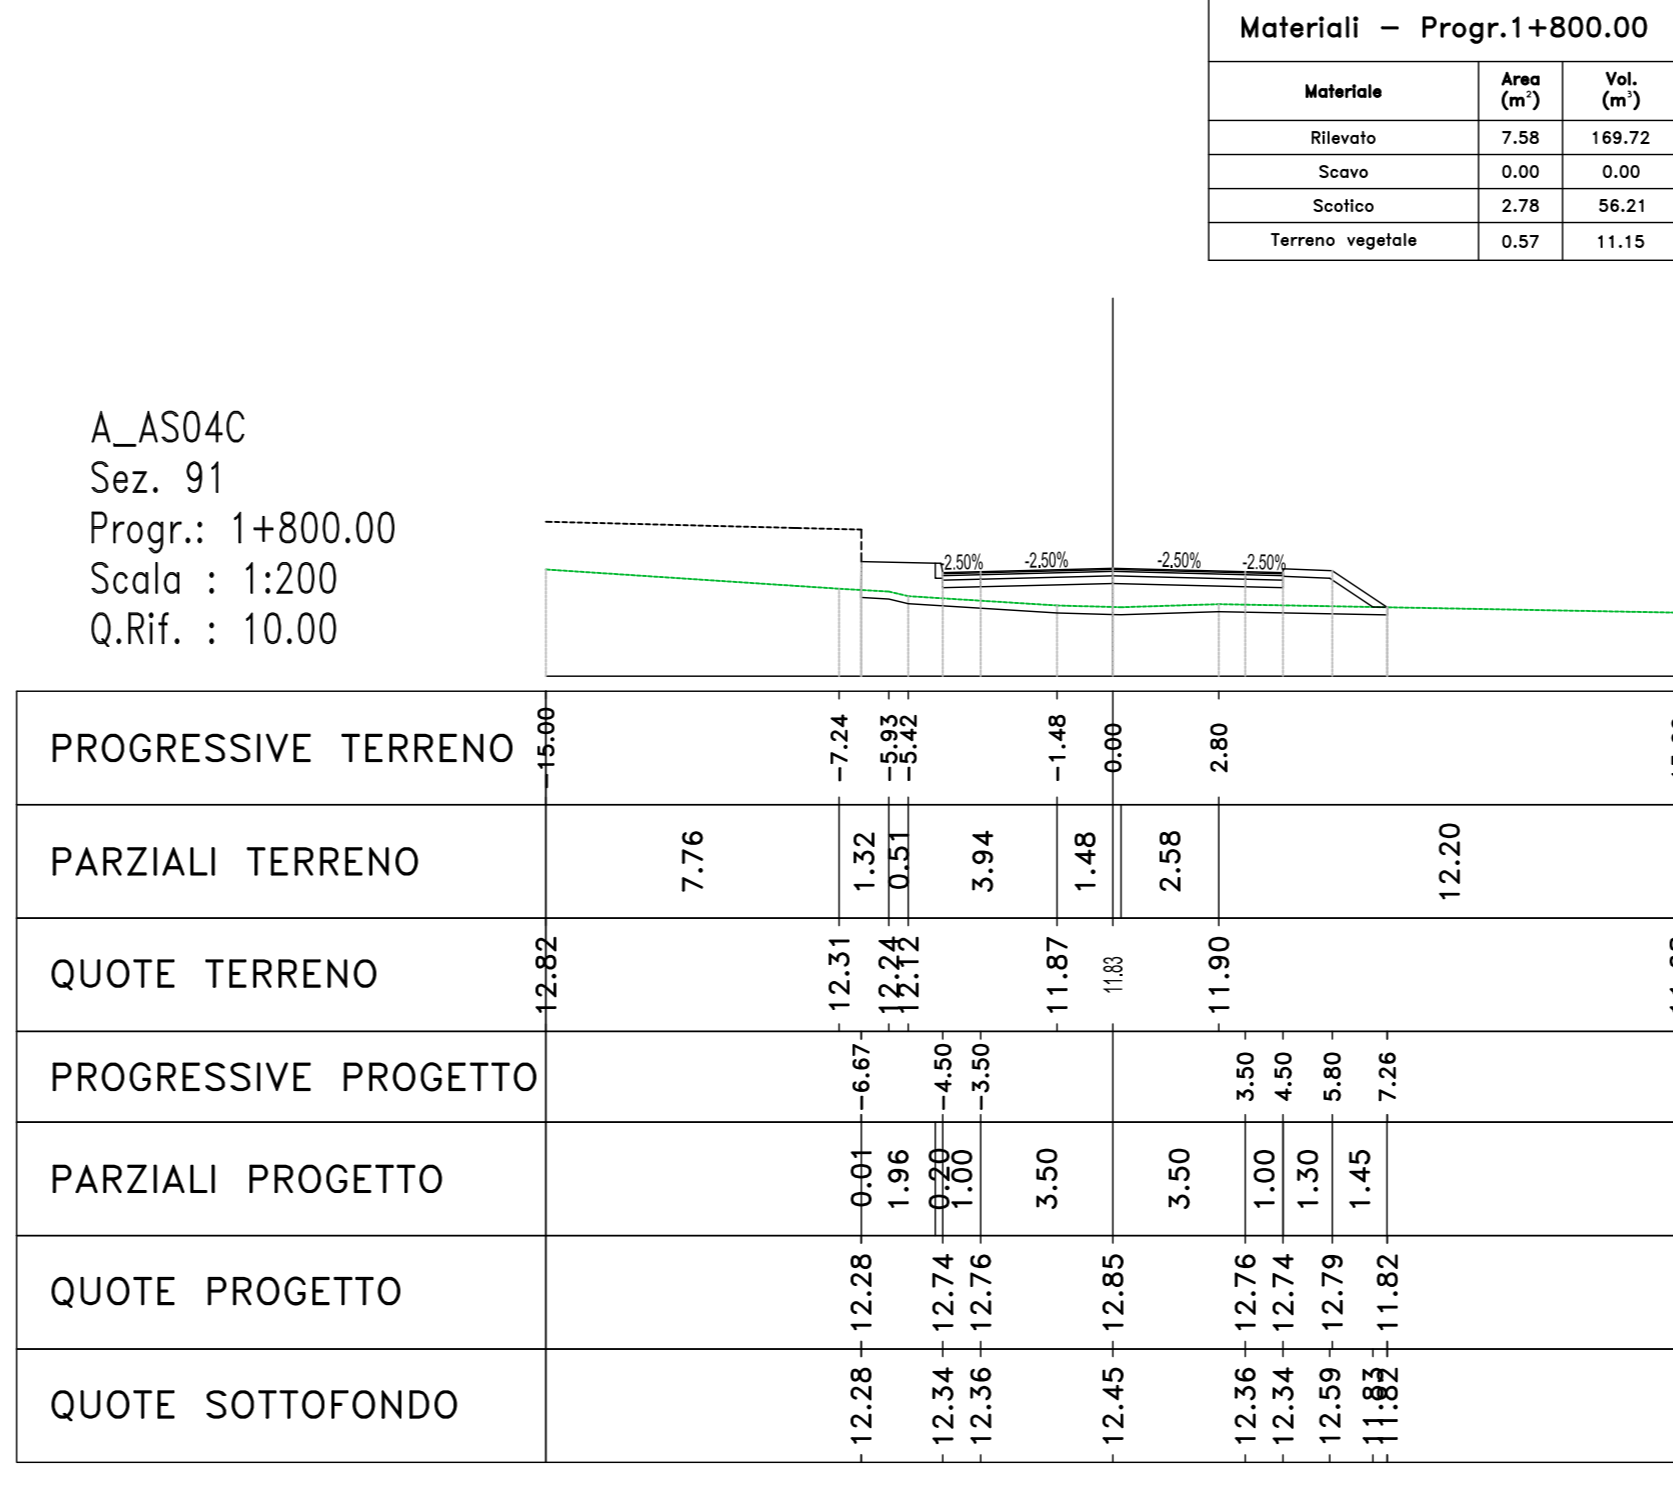 Materiali - Progr.1+800.00
Materiale Area (m²) Vol. (m³)
Rilevato 7.58 169.72
Scavo 0.00 0.00
Scotico 2.78 56.21
Terreno vegetale 0.57 11.15
A_AS04C
Sez. 91
Progr.: 1+800.00
Scala : 1:200
Q.Rif. : 10.00
-2.50% -2.50% -2.50% -2.50%
PROGRESSIVE TERRENO -15.00 -7.24 -5.93 -5.42 -1.48 0.00 2.80
PARZIALI TERRENO 7.76 1.32 0.51 3.94 1.48 2.58 12.20
QUOTE TERRENO 12.82 12.31 12.24 12.12 11.87 11.83 11.90
PROGRESSIVE PROGETTO -6.67 -4.50 -3.50 3.50 4.50 5.80 7.26
PARZIALI PROGETTO 0.01 1.96 0.20 1.00 3.50 3.50 1.00 1.30 1.45
QUOTE PROGETTO 12.28 12.74 12.76 12.85 12.76 12.74 12.79 11.82
QUOTE SOTTOFONDO 12.28 12.34 12.36 12.45 12.36 12.34 12.59 11.83 11.82